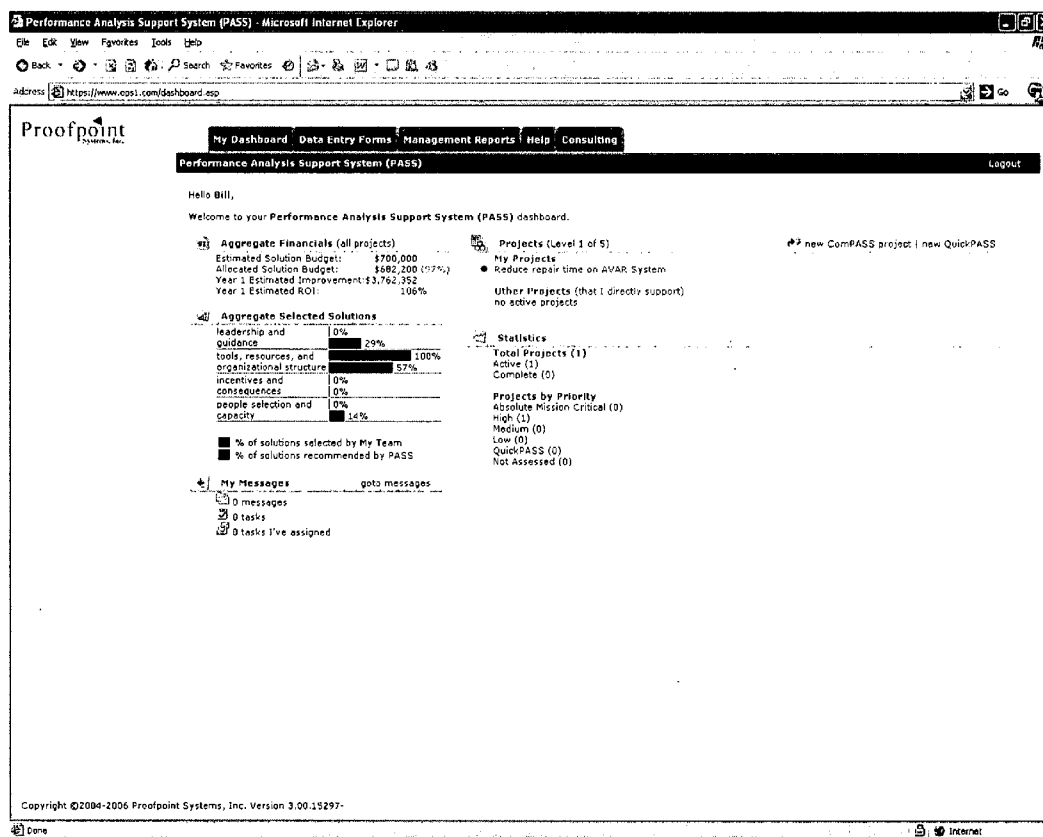 Performance Analysis Support System (PASS) - Microsoft Internet Explorer
File Edit View Favorites Tools Help
Back Search Favorites
Address https://www.ops1.com/dashboard.asp Go
Proofpoint
Systems, Inc.
My Dashboard Data Entry Forms Management Reports Help Consulting
Performance Analysis Support System (PASS) Logout
Hello Bill,
Welcome to your Performance Analysis Support System (PASS) dashboard.
Aggregate Financials (all projects)
Estimated Solution Budget: $700,000
Allocated Solution Budget: $682,200 (97%)
Year 1 Estimated Improvement: $3,762,352
Year 1 Estimated ROI: 106%
Aggregate Selected Solutions
leadership and 0%
guidance 29%
tools, resources, and 100%
organizational structure 57%
incentives and 0%
consequences 0%
people selection and 0%
capacity 14%
% of solutions selected by My Team
% of solutions recommended by PASS
My Messages goto messages
0 messages
0 tasks
0 tasks I've assigned
Projects (Level 1 of 5) new ComPASS project | new QuickPASS
My Projects
Reduce repair time on AVAR System
Other Projects (that I directly support)
no active projects
Statistics
Total Projects (1)
Active (1)
Complete (0)
Projects by Priority
Absolute Mission Critical (0)
High (1)
Medium (0)
Low (0)
QuickPASS (0)
Not Assessed (0)
Copyright ©2004-2006 Proofpoint Systems, Inc. Version 3.00.15297-
Done Internet